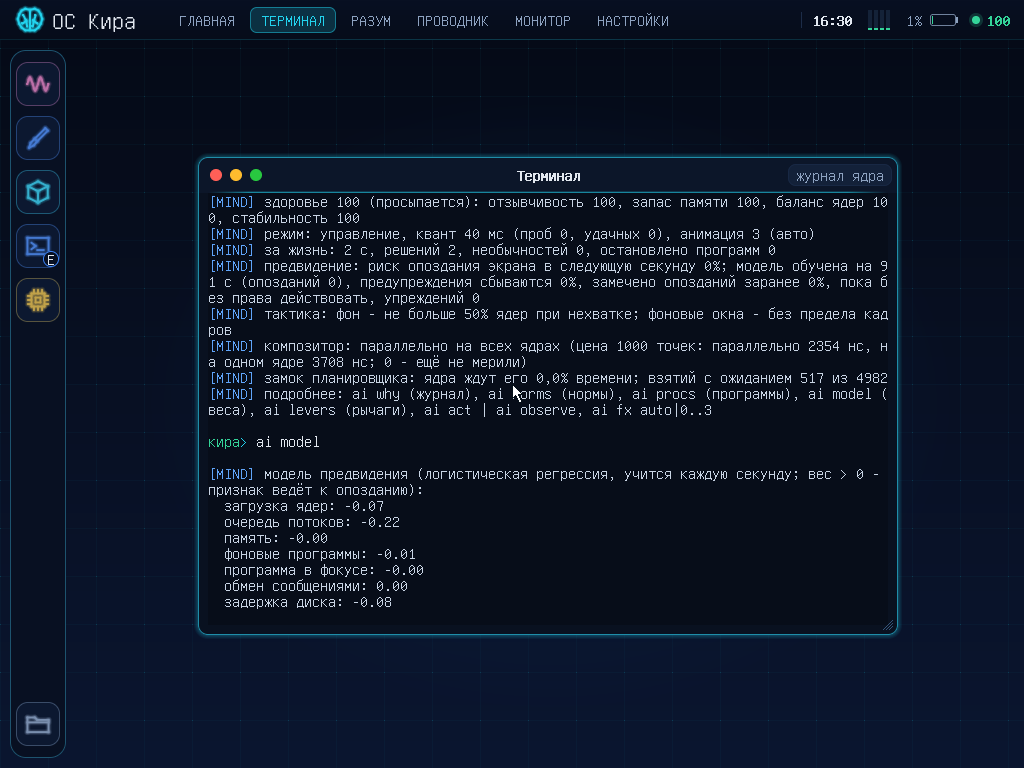 ОС Кира
ГЛАВНАЯ ТЕРМИНАЛ РАЗУМ ПРОВОДНИК МОНИТОР НАСТРОЙКИ 16:30 1% 100
Терминал журнал ядра
[MIND] здоровье 100 (просыпается): отзывчивость 100, запас памяти 100, баланс ядер 10
0, стабильность 100
[MIND] режим: управление, квант 40 мс (проб 0, удачных 0), анимация 3 (авто)
[MIND] за жизнь: 2 с, решений 2, необычностей 0, остановлено программ 0
[MIND] предвидение: риск опоздания экрана в следующую секунду 0%; модель обучена на 9
1 с (опозданий 0), предупреждения сбываются 0%, замечено опозданий заранее 0%, пока б
ез права действовать, упреждений 0
[MIND] тактика: фон - не больше 50% ядер при нехватке; фоновые окна - без предела кад
ров
[MIND] композитор: параллельно на всех ядрах (цена 1000 точек: параллельно 2354 нс, н
а одном ядре 3708 нс; 0 - ещё не мерили)
[MIND] замок планировщика: ядра ждут его 0,0% времени; взятий с ожиданием 517 из 4982
[MIND] подробнее: ai why (журнал), ai norms (нормы), ai procs (программы), ai model (
веса), ai levers (рычаги), ai act | ai observe, ai fx auto|0..3
кира> ai model
[MIND] модель предвидения (логистическая регрессия, учится каждую секунду; вес > 0 -
признак ведёт к опозданию):
загрузка ядер: -0.07
очередь потоков: -0.22
память: -0.00
фоновые программы: -0.01
программа в фокусе: -0.00
обмен сообщениями: 0.00
задержка диска: -0.08
E